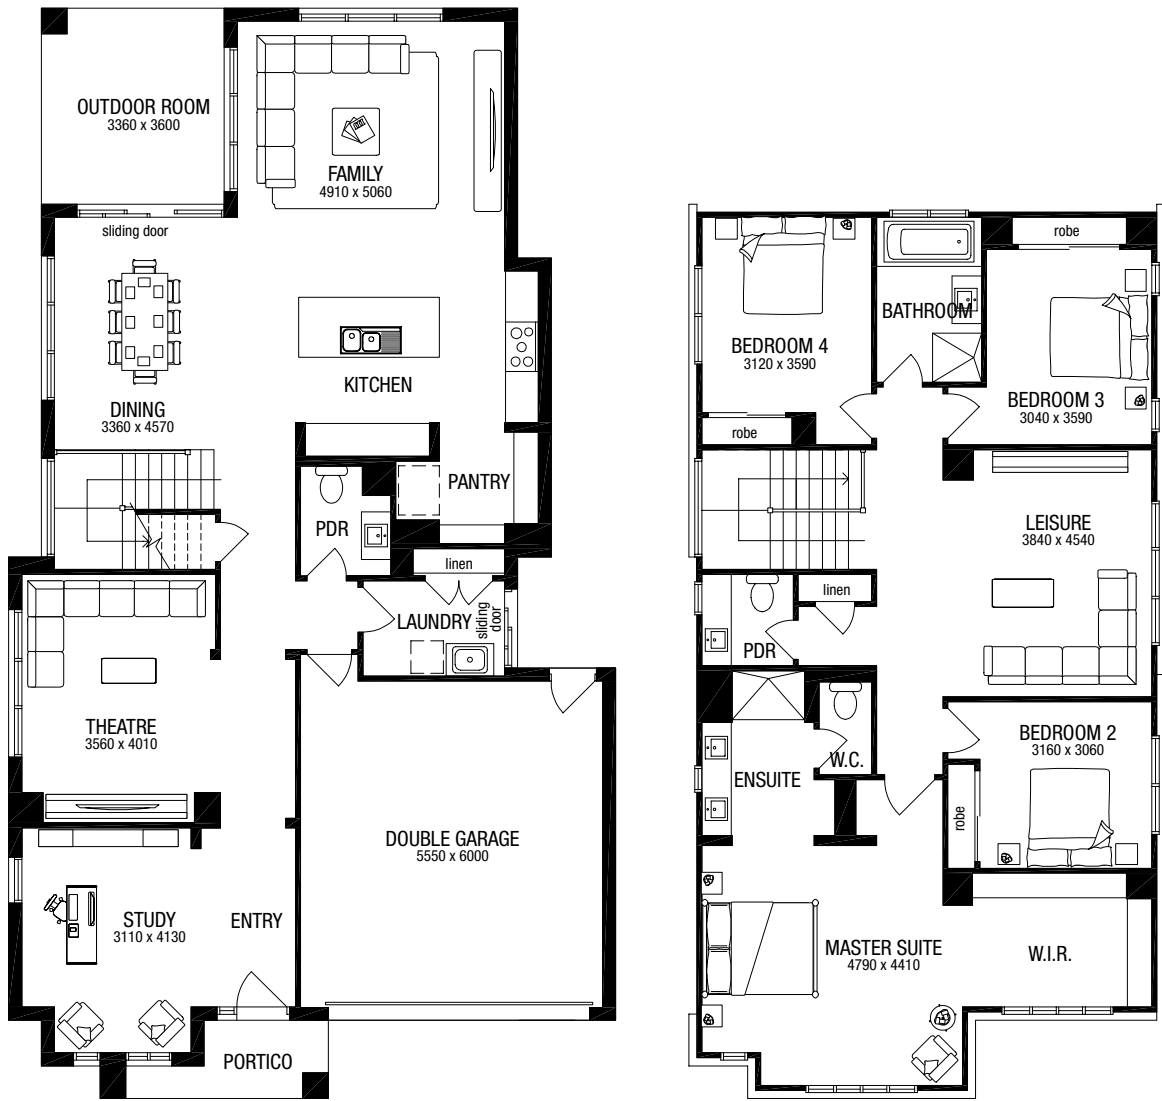 OUTDOOR ROOM
3360 x 3600
FAMILY
4910 x 5060
sliding door
DINING
3360 x 4570
KITCHEN
PANTRY
PDR
linen
LAUNDRY
sliding
door
THEATRE
3560 x 4010
DOUBLE GARAGE
5550 x 6000
STUDY
3110 x 4130
ENTRY
PORTICO
robe
BATHROOM
BEDROOM 4
3120 x 3590
BEDROOM 3
3040 x 3590
robe
LEISURE
3840 x 4540
linen
PDR
BEDROOM 2
3160 x 3060
W.C.
ENSUITE
robe
MASTER SUITE
4790 x 4410
W.I.R.